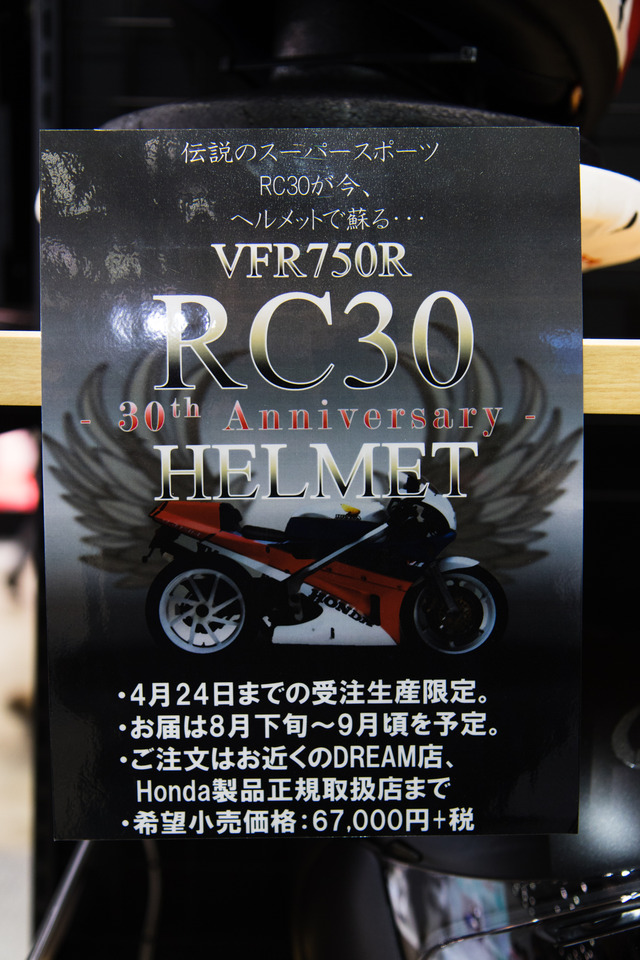 伝説のスーパースポーツ
RC30が今、
ヘルメットで蘇る・・・
VFR750R
RC30
- 30th Anniversary -
HELMET
HONDA
・4月24日までの受注生産限定。
・お届は8月下旬～9月頃を予定。
・ご注文はお近くのDREAM店、
Honda製品正規取扱店まで
・希望小売価格：67,000円+税